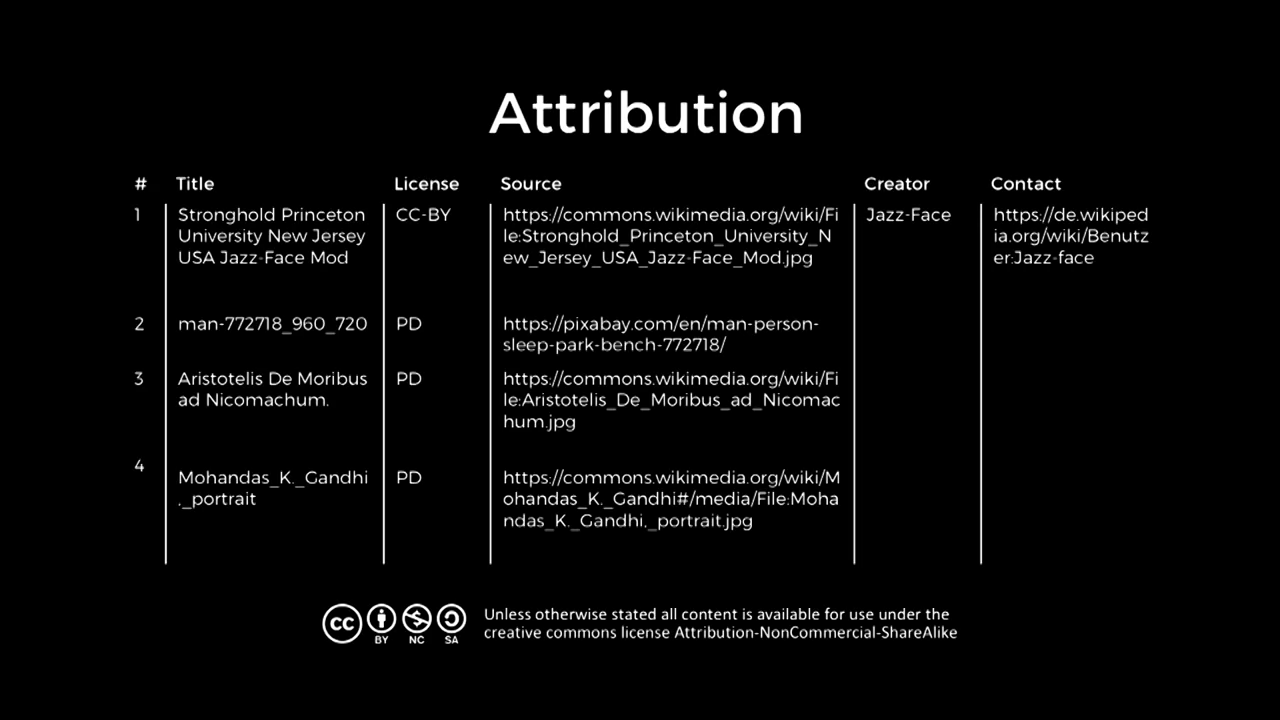 Attribution
# Title License Source Creator Contact
1 Stronghold Princeton CC-BY https://commons.wikimedia.org/wiki/Fi Jazz-Face https://de.wikiped
University New Jersey le:Stronghold_Princeton_University_N ia.org/wiki/Benutz
USA Jazz-Face Mod ew_Jersey_USA_Jazz-Face_Mod.jpg er:Jazz-face
2 man-772718_960_720 PD https://pixabay.com/en/man-person-
sleep-park-bench-772718/
3 Aristotelis De Moribus PD https://commons.wikimedia.org/wiki/Fi
ad Nicomachum. le:Aristotelis_De_Moribus_ad_Nicomac
hum.jpg
4
Mohandas_K._Gandhi PD https://commons.wikimedia.org/wiki/M
,_portrait ohandas_K._Gandhi#/media/File:Moha
ndas_K._Gandhi,_portrait.jpg
cc BY NC SA
Unless otherwise stated all content is available for use under the
creative commons license Attribution-NonCommercial-ShareAlike